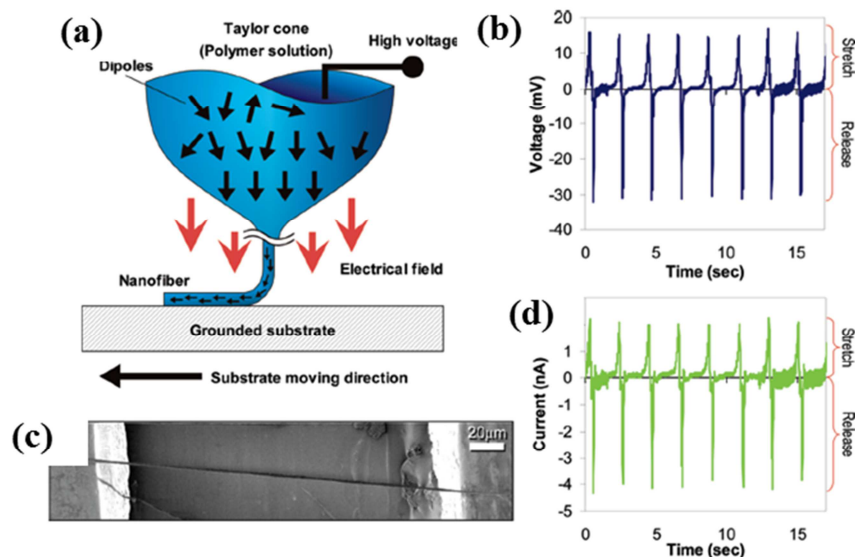 (a)
Taylor cone
(Polymer solution)
High voltage
Dipoles
Electrical field
Nanofiber
Grounded substrate
Substrate moving direction
(b)
20
10
0
-10
-20
-30
-40
Voltage (mV)
0 5 10 15
Time (sec)
Stretch
Release
(c)
20µm
(d)
1
0
-1
-2
-3
-4
-5
Current (nA)
0 5 10 15
Time (sec)
Stretch
Release